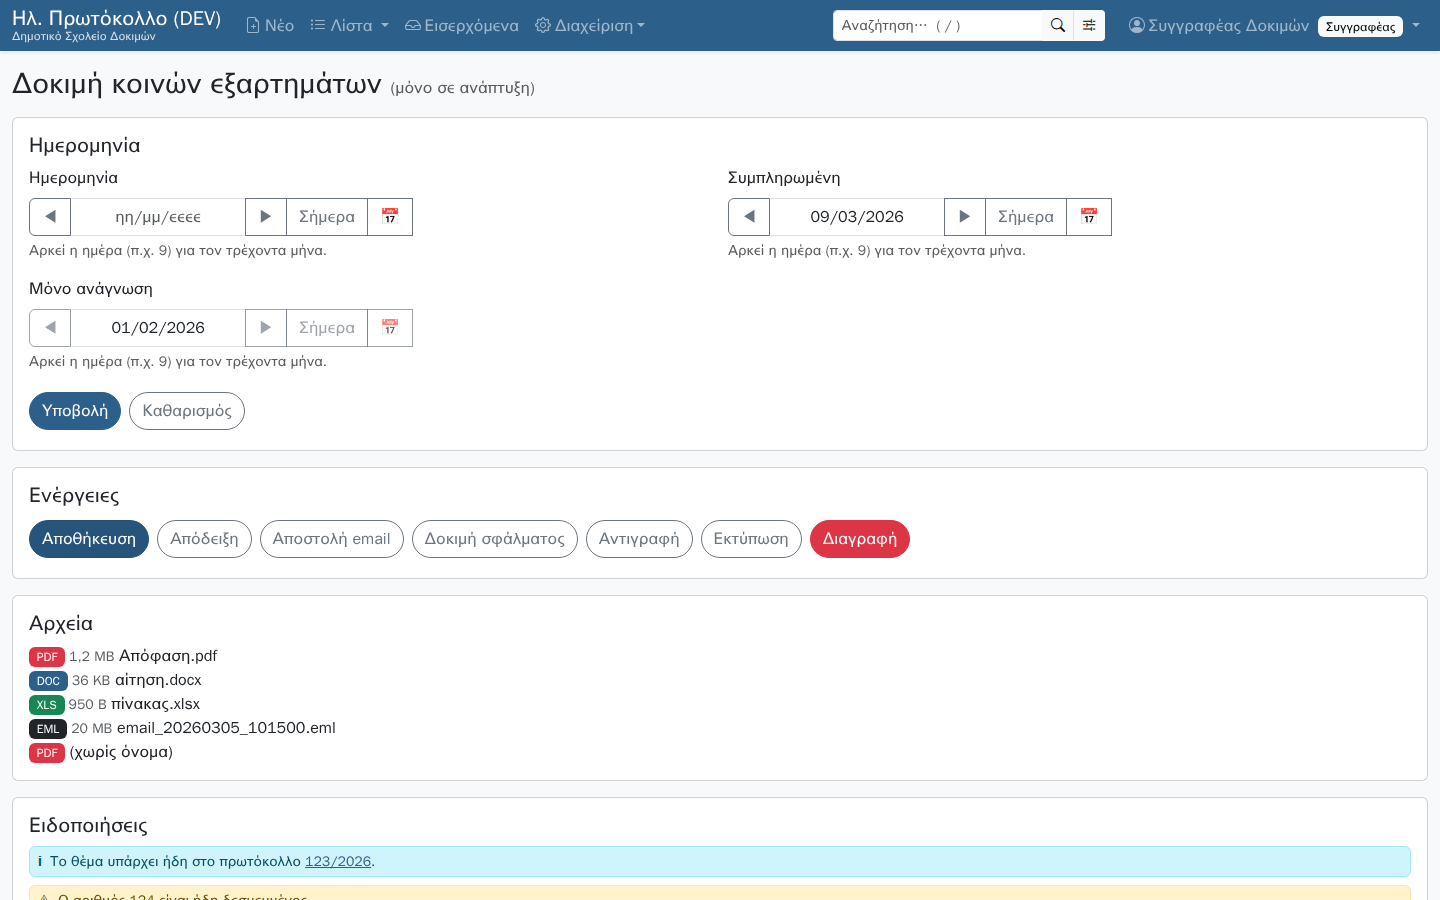 Ηλ. Πρωτόκολλο (DEV)
Δημοτικό Σχολείο Δοκιμών
Νέο
Λίστα
Εισερχόμενα
Διαχείριση
Αναζήτηση… ( / )
Συγγραφέας Δοκιμών Συγγραφέας
Δοκιμή κοινών εξαρτημάτων (μόνο σε ανάπτυξη)
Ημερομηνία
Ημερομηνία
ηη/μμ/εεεε
Σήμερα
Αρκεί η ημέρα (π.χ. 9) για τον τρέχοντα μήνα.
Συμπληρωμένη
09/03/2026
Σήμερα
Αρκεί η ημέρα (π.χ. 9) για τον τρέχοντα μήνα.
Μόνο ανάγνωση
01/02/2026
Σήμερα
Αρκεί η ημέρα (π.χ. 9) για τον τρέχοντα μήνα.
Υποβολή
Καθαρισμός
Ενέργειες
Αποθήκευση
Απόδειξη
Αποστολή email
Δοκιμή σφάλματος
Αντιγραφή
Εκτύπωση
Διαγραφή
Αρχεία
PDF 1,2 MB Απόφαση.pdf
DOC 36 KB αίτηση.docx
XLS 950 B πίνακας.xlsx
EML 20 MB email_20260305_101500.eml
PDF (χωρίς όνομα)
Ειδοποιήσεις
Το θέμα υπάρχει ήδη στο πρωτόκολλο 123/2026.
Ο αριθμός 124 είναι ήδη δεσμευμένος.